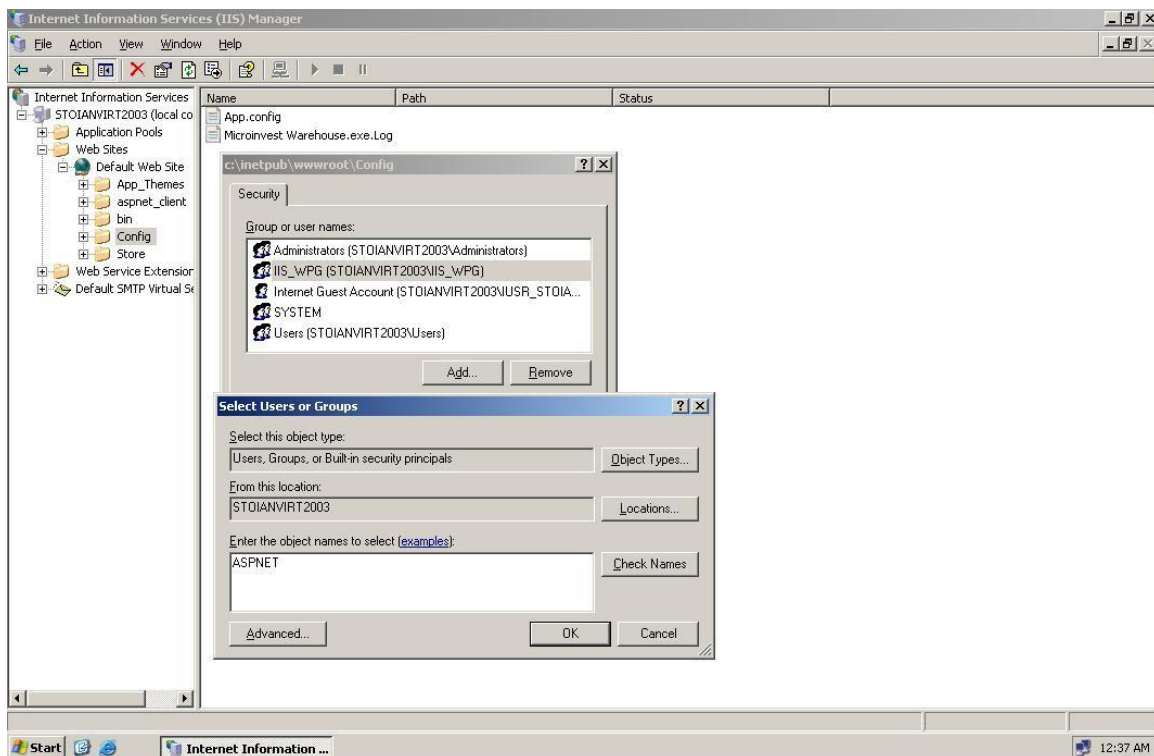 Internet Information Services (IIS) Manager
File Action View Window Help
Internet Information Services
STOIANVIRT2003 (local co
Application Pools
Web Sites
Default Web Site
App_Themes
aspnet_client
bin
Config
Store
Web Service Extension
Default SMTP Virtual Se
Name Path Status
App.config
Microinvest Warehouse.exe.Log
c:\inetpub\wwwroot\Config
Security
Group or user names:
Administrators (STOIANVIRT2003\Administrators)
IIS_WPG (STOIANVIRT2003\IIS_WPG)
Internet Guest Account (STOIANVIRT2003\IUSR_STOIA...
SYSTEM
Users (STOIANVIRT2003\Users)
Add... Remove
Select Users or Groups
Select this object type:
Users, Groups, or Built-in security principals Object Types...
From this location:
STOIANVIRT2003 Locations...
Enter the object names to select (examples):
ASPNET Check Names
Advanced... OK Cancel
Start Internet Information ... 12:37 AM